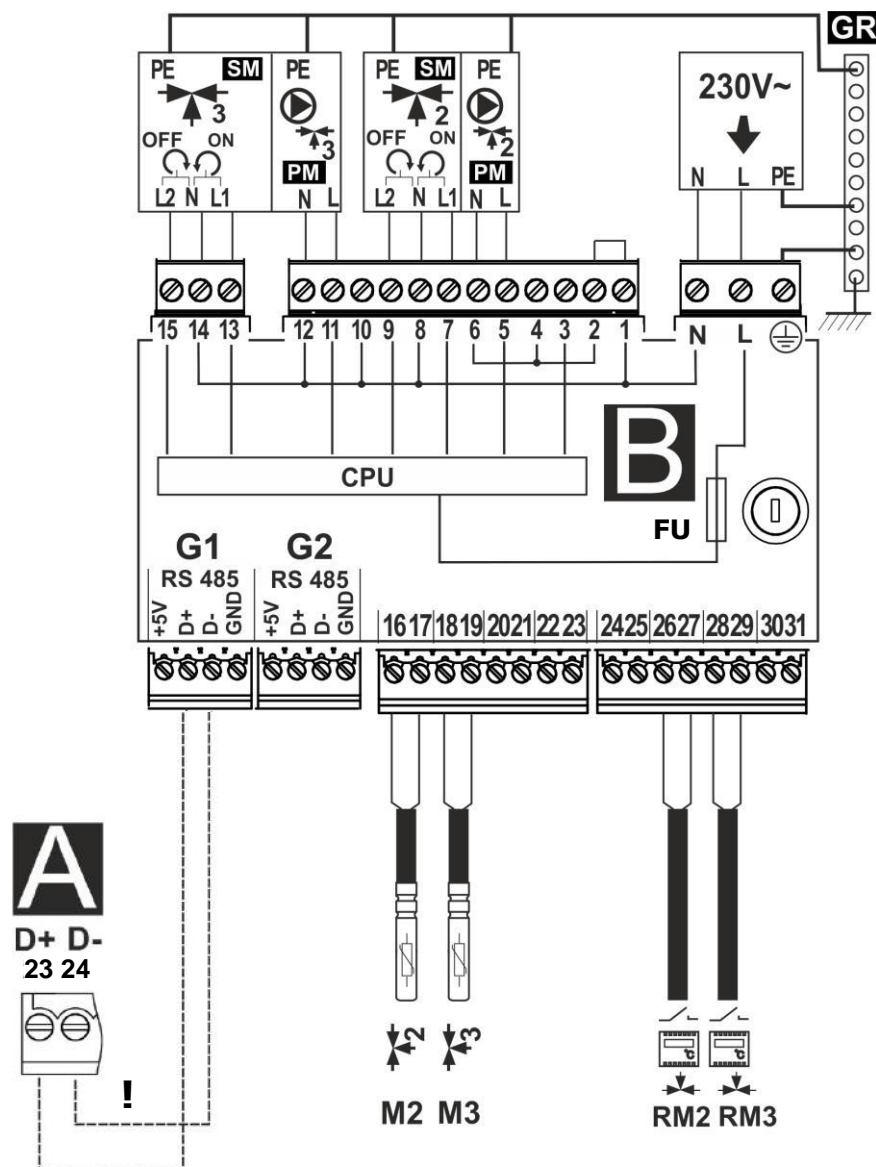 GR
PE SM PE PE SM PE
230V~
3 2
OFF ON 3 OFF ON 2
PM PM
L2 N L1 N L L2 N L1 N L N L PE
15 14 13 12 11 10 9 8 7 6 5 4 3 2 1 N L
B
CPU
FU
G1 G2
RS 485 RS 485
+5V D+ D- GND +5V D+ D- GND
16 17 18 19 20 21 22 23 24 25 26 27 28 29 30 31
A
D+ D-
23 24
!
2 3
°C °C
M2 M3 RM2 RM3